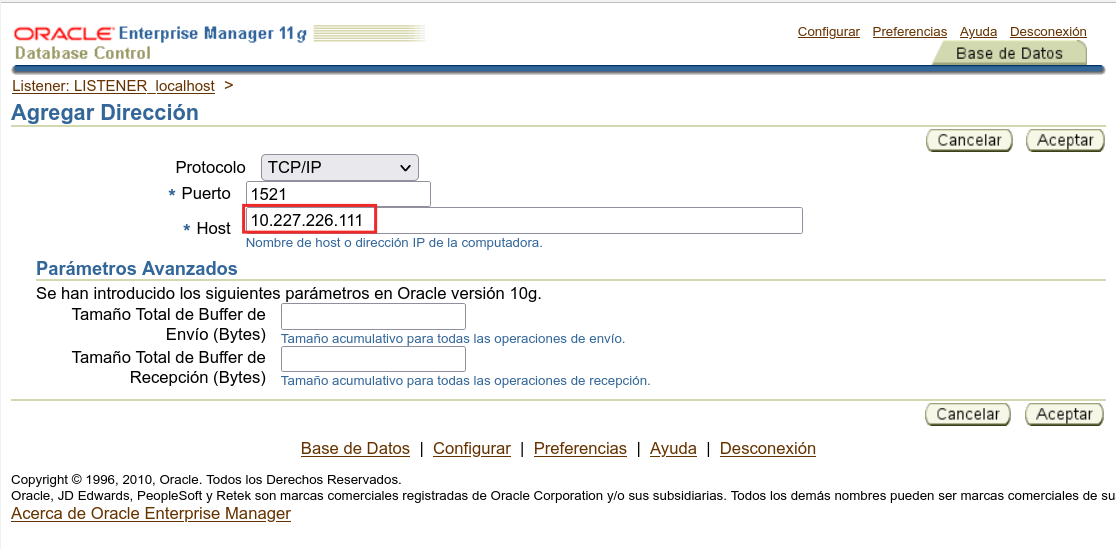 ORACLE Enterprise Manager 11g
Database Control
Configurar Preferencias Ayuda Desconexión
Base de Datos
Listener: LISTENER_localhost >
Agregar Dirección
Cancelar Aceptar
Protocolo TCP/IP
* Puerto 1521
* Host 10.227.226.111
Nombre de host o dirección IP de la computadora.
Parámetros Avanzados
Se han introducido los siguientes parámetros en Oracle versión 10g.
Tamaño Total de Buffer de
Envío (Bytes)
Tamaño acumulativo para todas las operaciones de envío.
Tamaño Total de Buffer de
Recepción (Bytes)
Tamaño acumulativo para todas las operaciones de recepción.
Cancelar Aceptar
Base de Datos | Configurar | Preferencias | Ayuda | Desconexión
Copyright © 1996, 2010, Oracle. Todos los Derechos Reservados.
Oracle, JD Edwards, PeopleSoft y Retek son marcas comerciales registradas de Oracle Corporation y/o sus subsidiarias. Todos los demás nombres pueden ser marcas comerciales de su
Acerca de Oracle Enterprise Manager